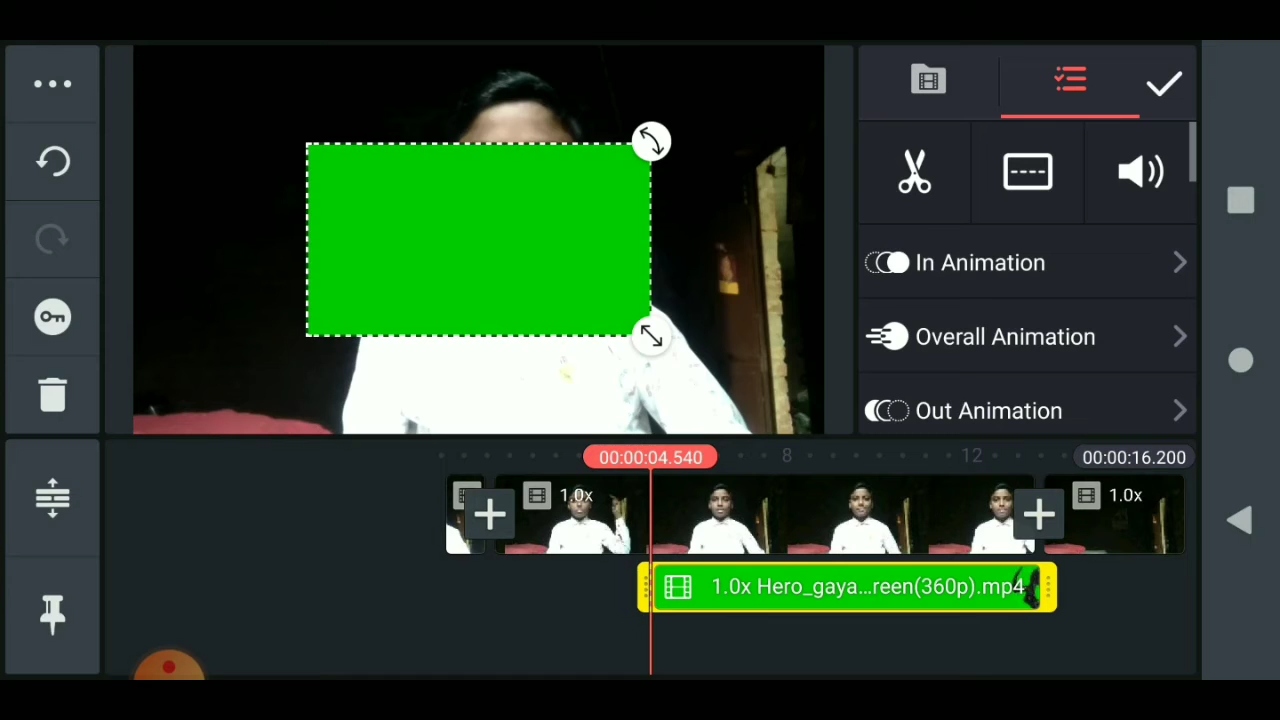 In Animation
Overall Animation
Out Animation
00:00:04.540
8
12
00:00:16.200
1.0x
1.0x
1.0x Hero_gaya...reen(360p).mp4